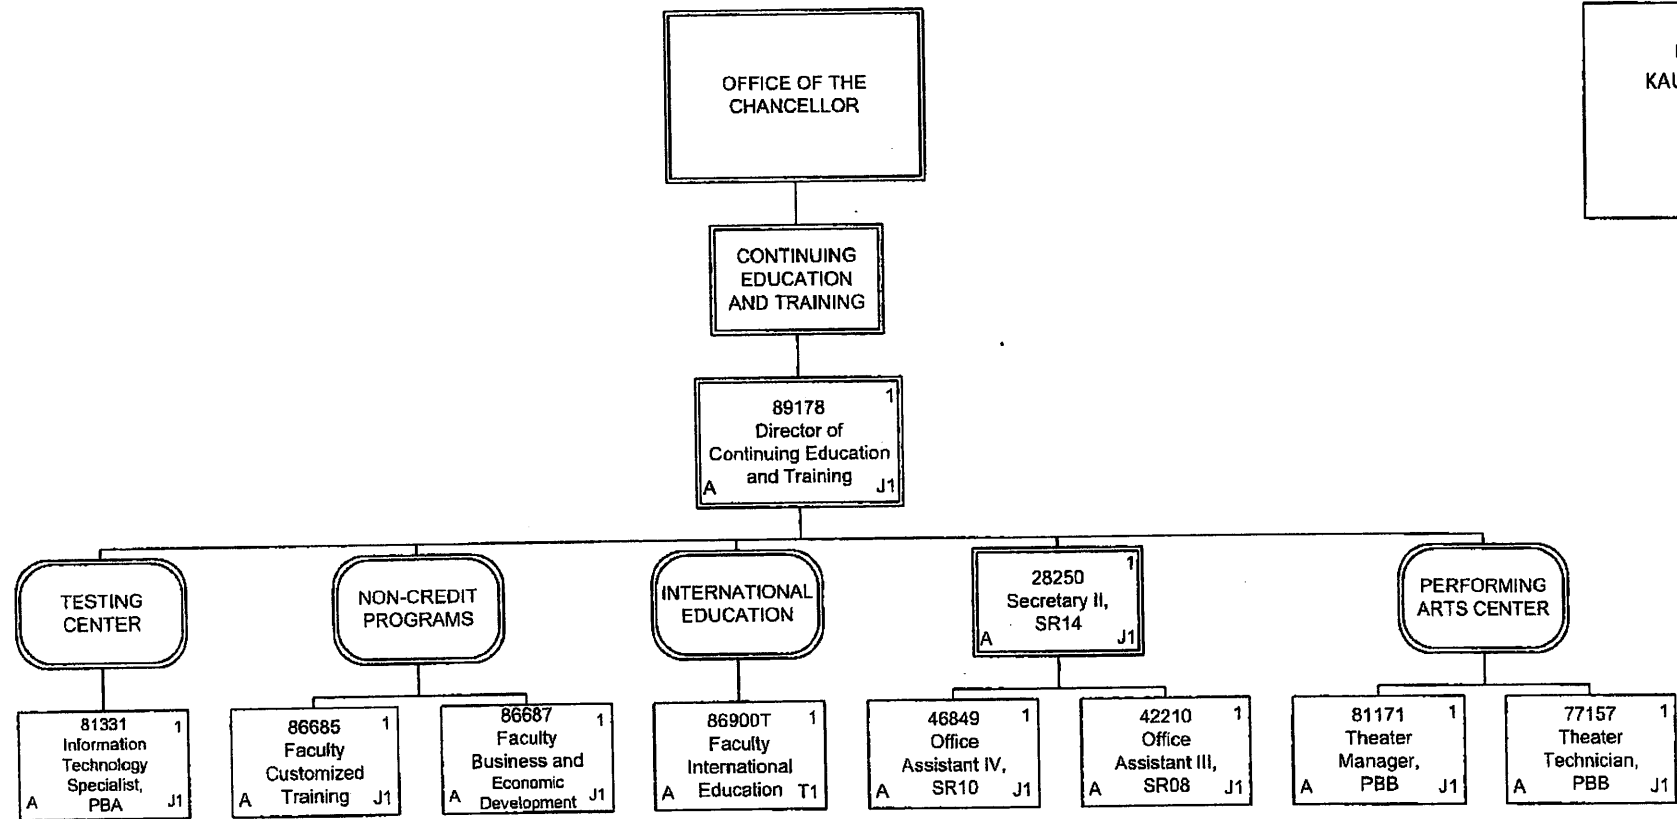 OFFICE OF THE
CHANCELLOR
KAU
CONTINUING
EDUCATION
AND TRAINING
1
89178
Director of
Continuing Education
and Training
A J1
TESTING
CENTER
NON-CREDIT
PROGRAMS
INTERNATIONAL
EDUCATION
1
28250
Secretary II,
SR14
A J1
PERFORMING
ARTS CENTER
81331 1
Information
Technology
Specialist,
PBA
A J1
86685 1
Faculty
Customized
Training
A J1
86687 1
Faculty
Business and
Economic
Development
A J1
86900T 1
Faculty
International
Education
A T1
46849 1
Office
Assistant IV,
SR10
A J1
42210 1
Office
Assistant III,
SR08
A J1
81171 1
Theater
Manager,
PBB
A J1
77157 1
Theater
Technician,
PBB
A J1